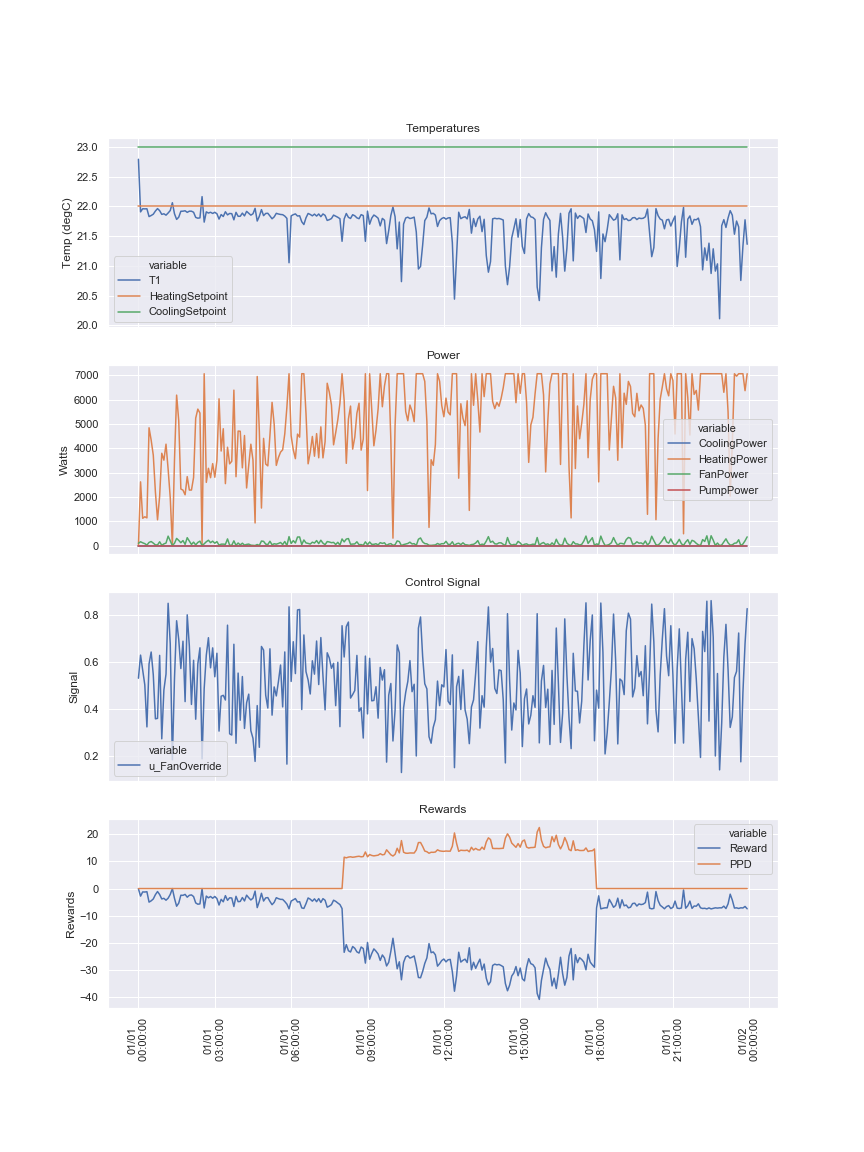 Temperatures
23.0
22.5
22.0
21.5
21.0
20.5
20.0
Temp (degC)
variable
T1
HeatingSetpoint
CoolingSetpoint
Power
7000
6000
5000
4000
3000
2000
1000
0
Watts
variable
CoolingPower
HeatingPower
FanPower
PumpPower
Control Signal
0.8
0.6
0.4
0.2
Signal
variable
u_FanOverride
Rewards
20
10
0
−10
−20
−30
−40
Rewards
variable
Reward
PPD
01/01
00:00:00
01/01
03:00:00
01/01
06:00:00
01/01
09:00:00
01/01
12:00:00
01/01
15:00:00
01/01
18:00:00
01/01
21:00:00
01/02
00:00:00